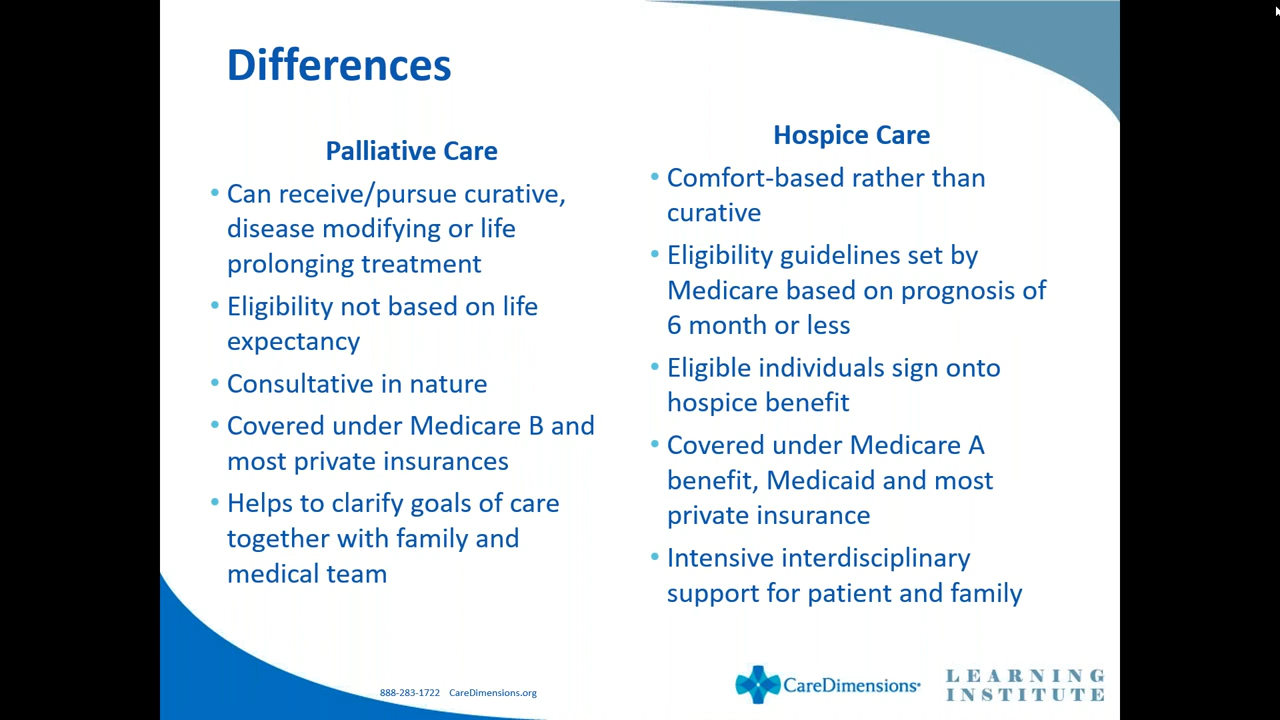 Differences
Palliative Care
• Can receive/pursue curative,
disease modifying or life
prolonging treatment
• Eligibility not based on life
expectancy
• Consultative in nature
• Covered under Medicare B and
most private insurances
• Helps to clarify goals of care
together with family and
medical team
Hospice Care
• Comfort-based rather than
curative
• Eligibility guidelines set by
Medicare based on prognosis of
6 month or less
• Eligible individuals sign onto
hospice benefit
• Covered under Medicare A
benefit, Medicaid and most
private insurance
• Intensive interdisciplinary
support for patient and family
888-283-1722 CareDimensions.org
CareDimensions
LEARNING
INSTITUTE